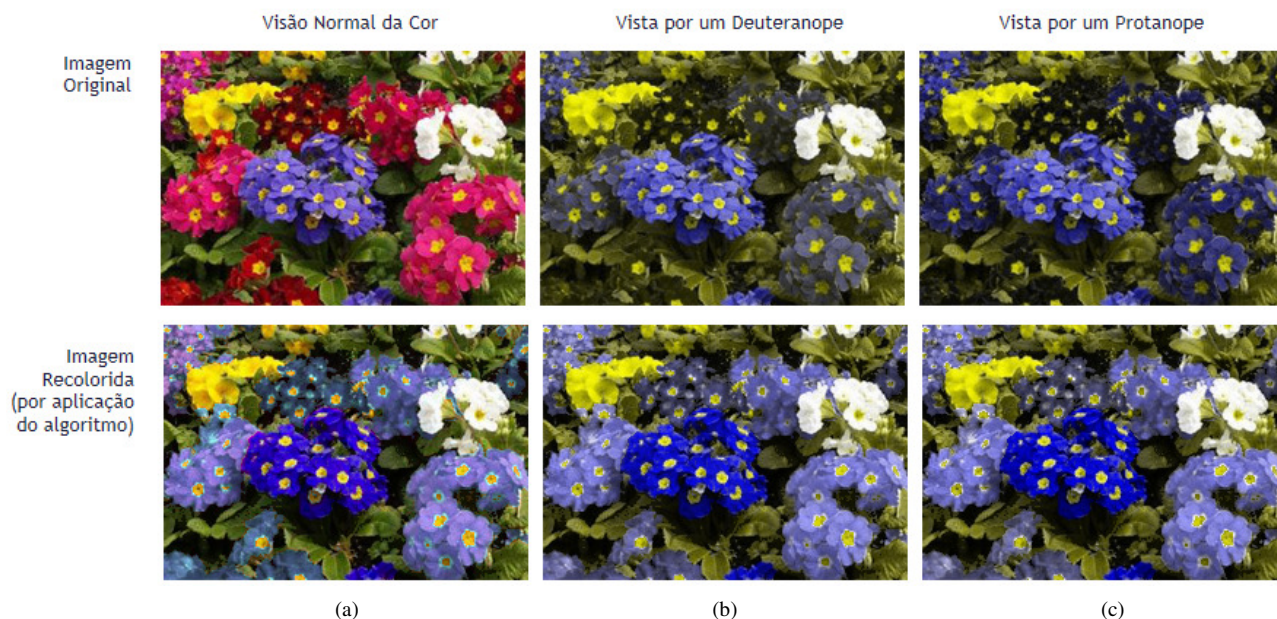 Visão Normal da Cor
Vista por um Deuteranope
Vista por um Protanope
Imagem
Original
Imagem
Recolorida
(por aplicação
do algoritmo)
(a)
(b)
(c)